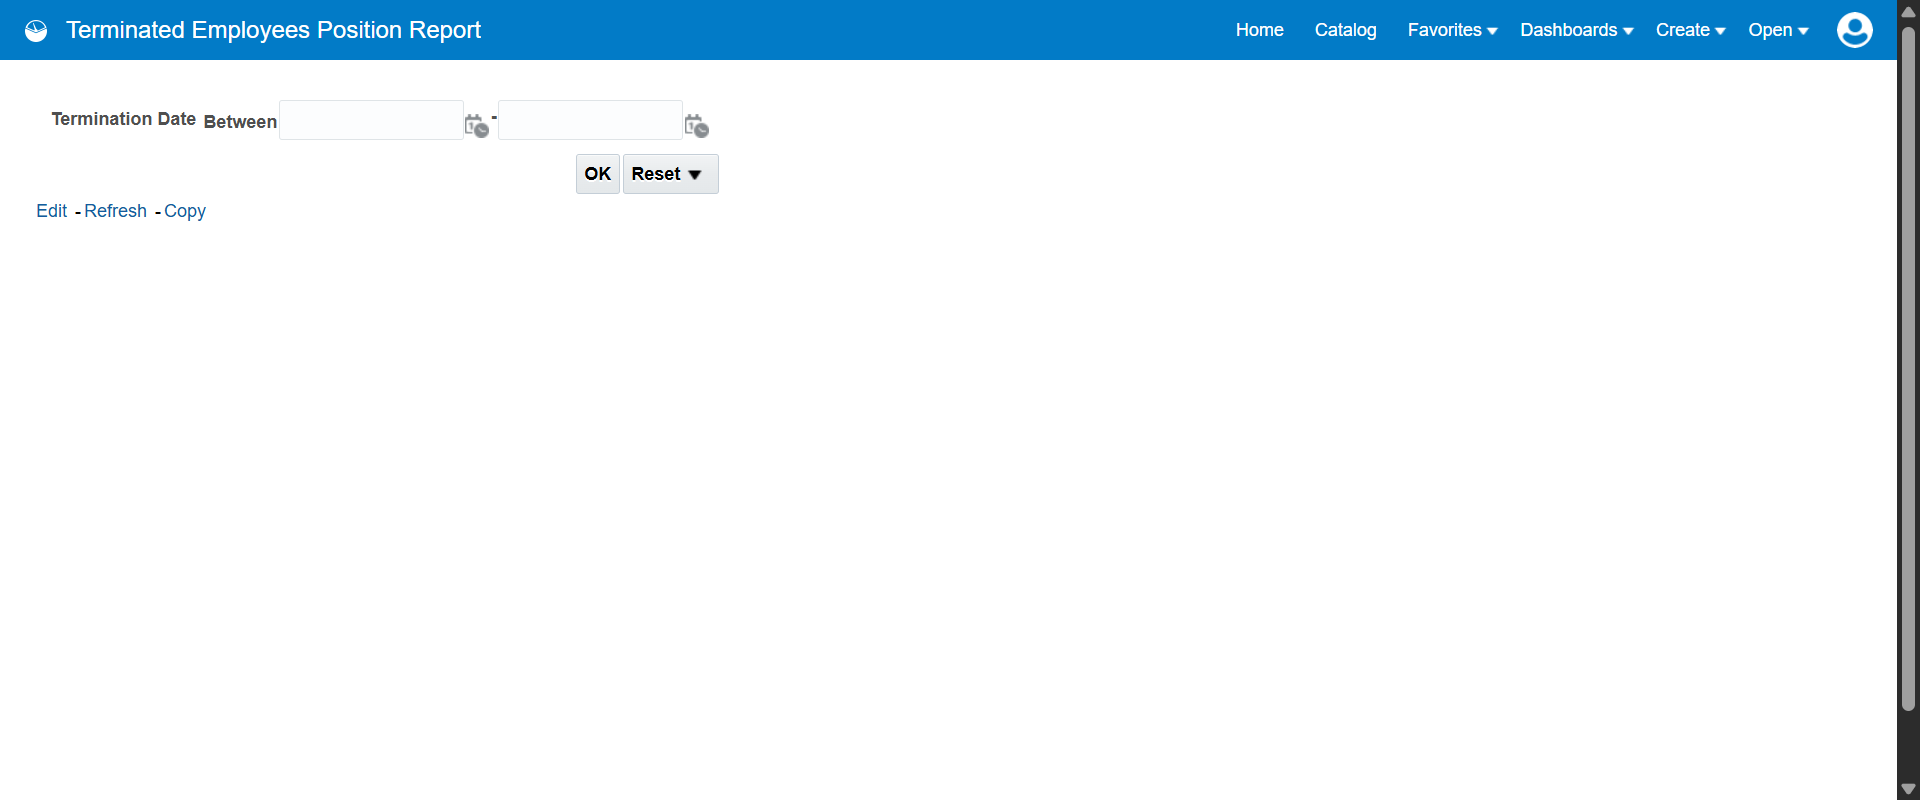 Terminated Employees Position Report Home Catalog Favorites Dashboards Create Open
Termination Date Between -
OK Reset
Edit - Refresh - Copy